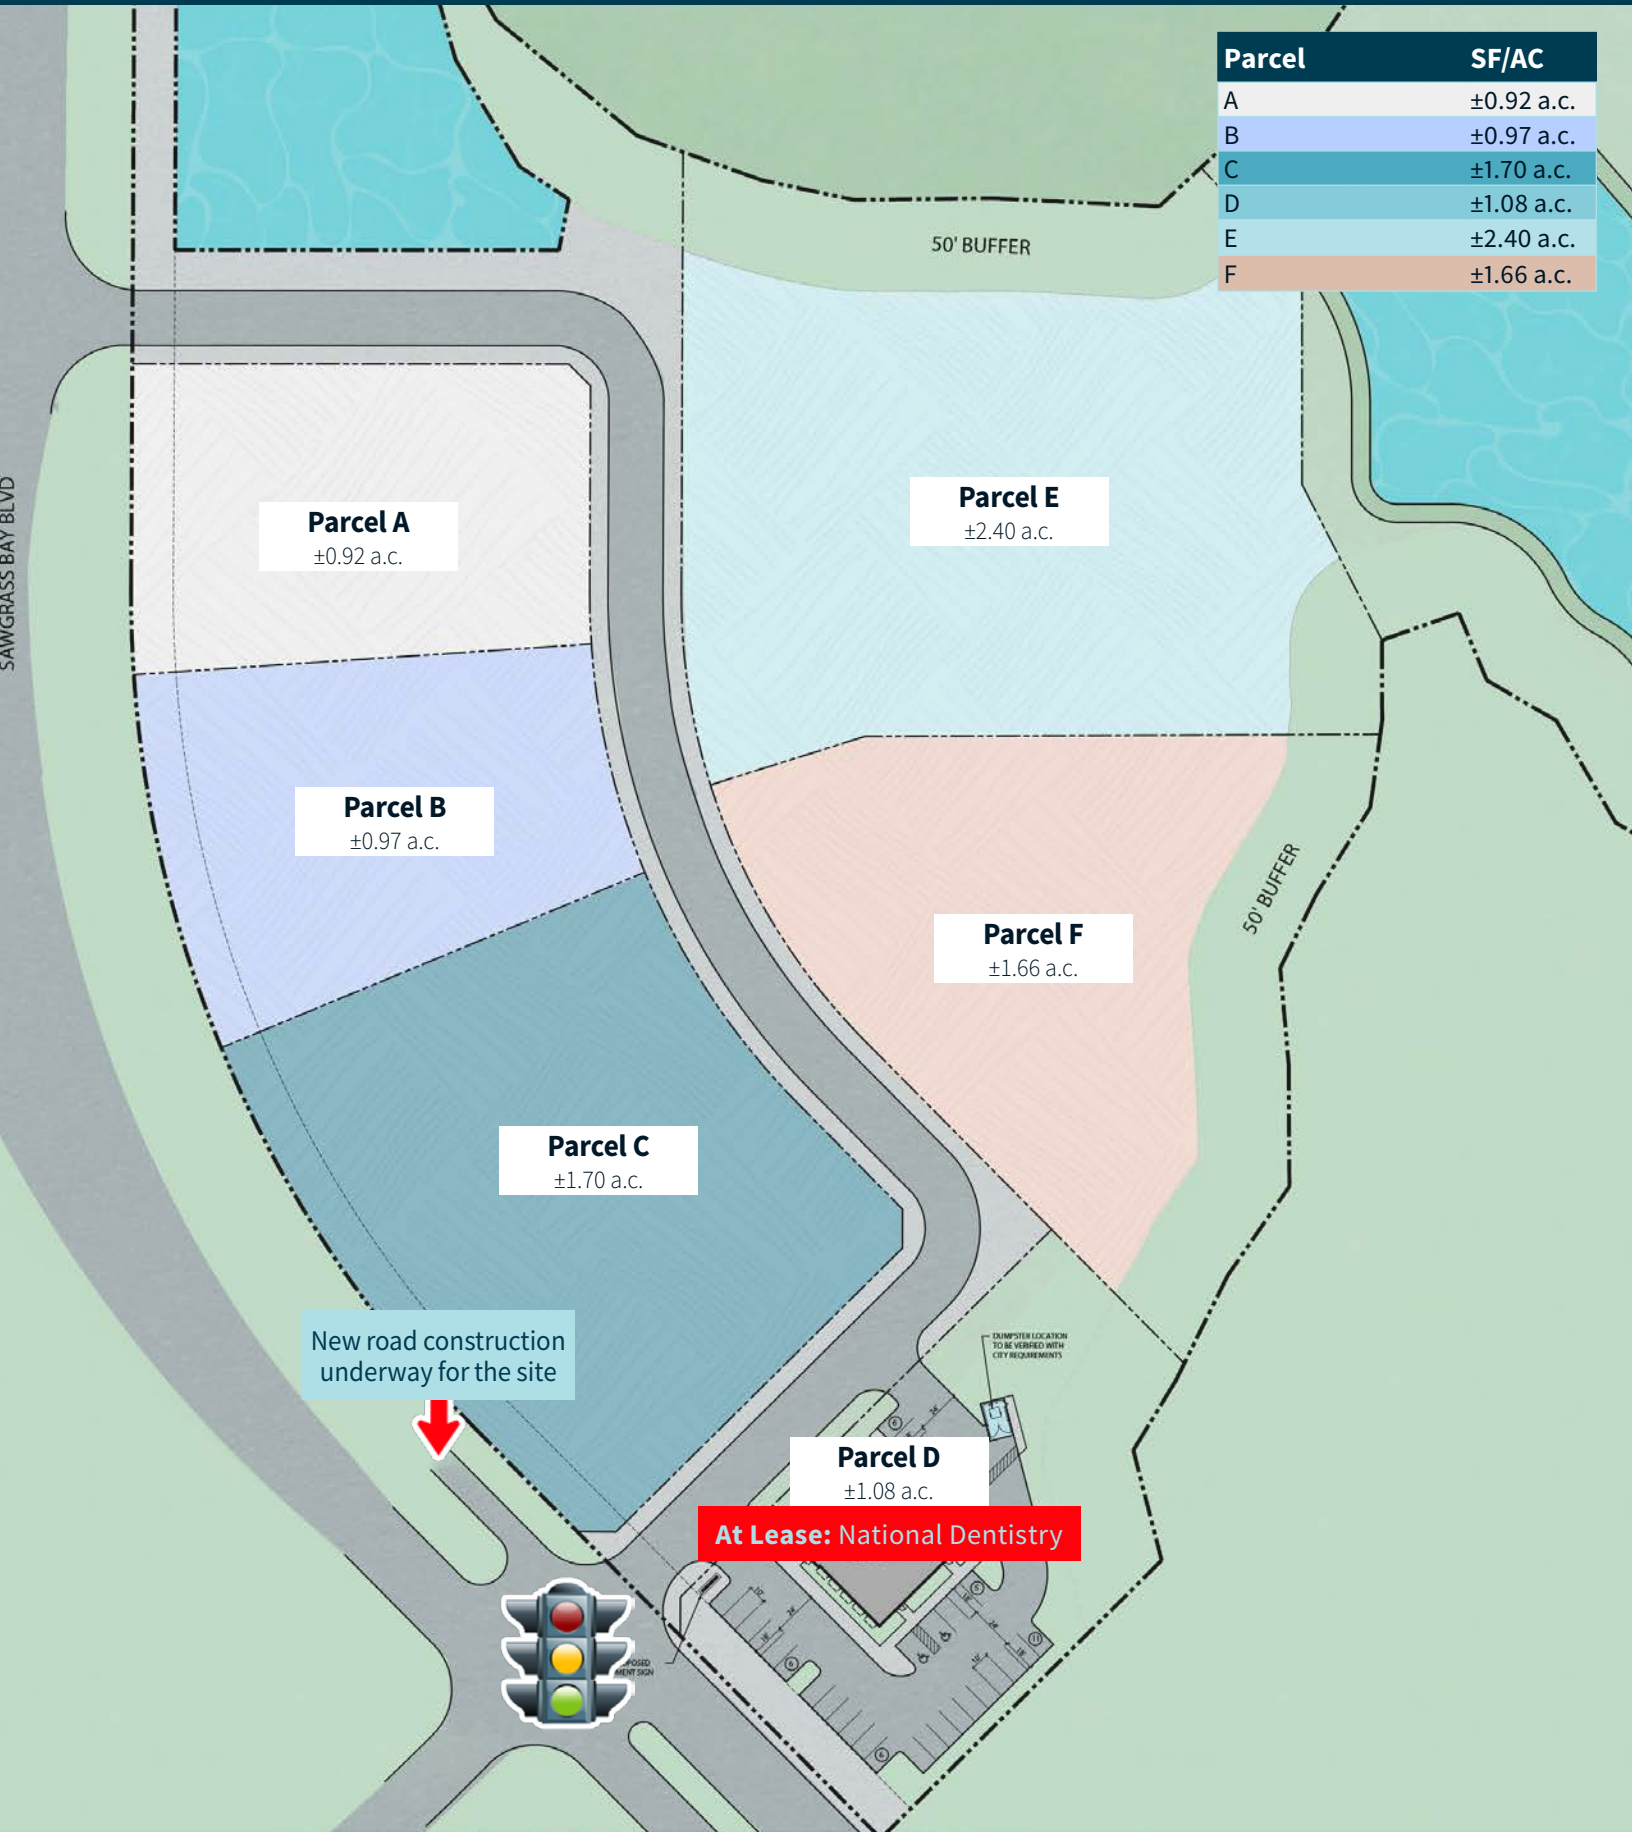 Parcel SF/AC
A ±0.92 a.c.
B ±0.97 a.c.
C ±1.70 a.c.
D ±1.08 a.c.
E ±2.40 a.c.
F ±1.66 a.c.
50' BUFFER
SAWGRASS BAY BLVD
Parcel A
±0.92 a.c.
Parcel E
±2.40 a.c.
Parcel B
±0.97 a.c.
50' BUFFER
Parcel F
±1.66 a.c.
Parcel C
±1.70 a.c.
New road construction
underway for the site
DUMPSTER LOCATION
TO BE VERIFIED WITH
CITY REQUIREMENTS
Parcel D
±1.08 a.c.
At Lease: National Dentistry
SIGN